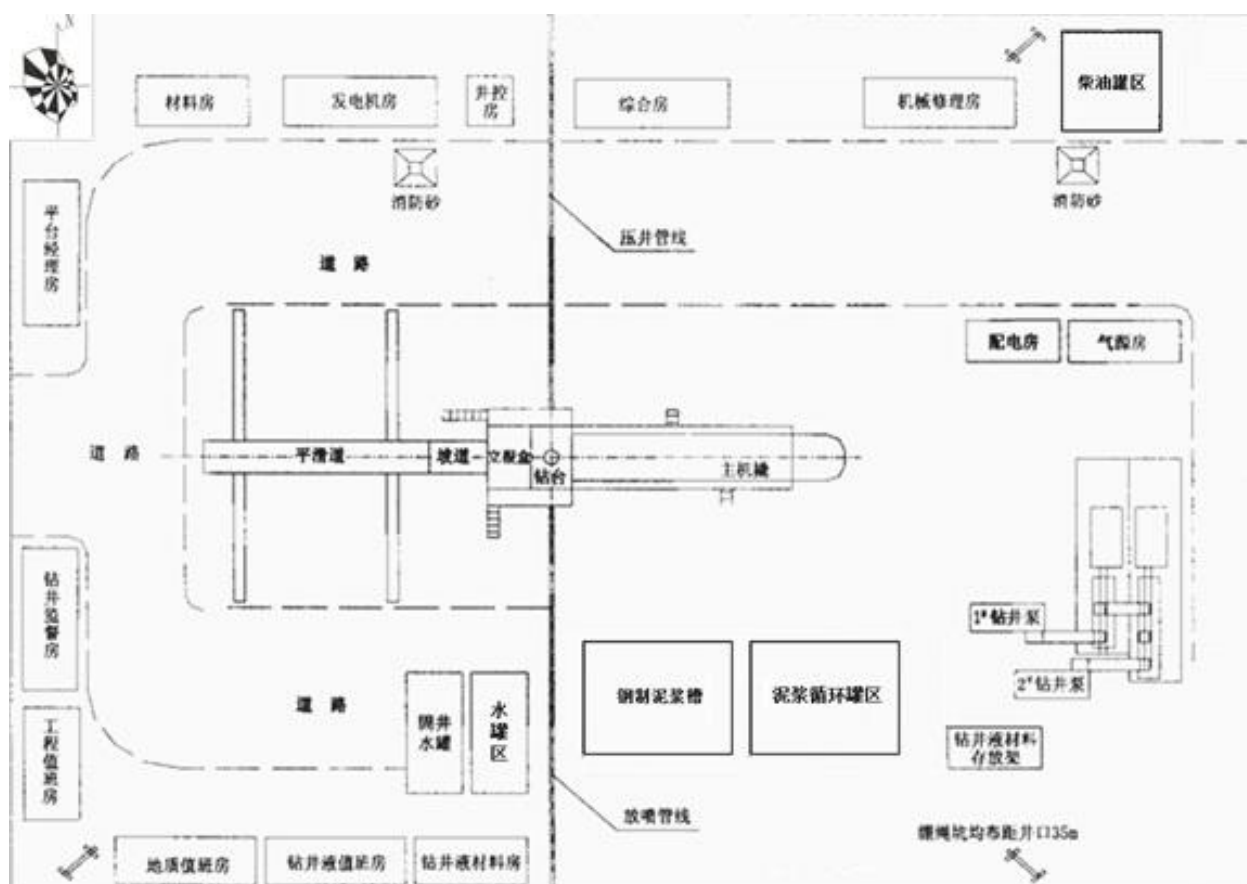 柴油罐区
材料房
发电机房
井控
房
综合房
机械修理房
消防砂
消防砂
平台经理房
压井管线
道 路
配电房
气源房
道 路
平滑道
坡道
立根盒
钻台
主机撬
钻井监督房
1#钻井泵
2#钻井泵
钢制泥浆槽
泥浆循环罐区
道 路
水罐区
水罐
工程值班房
钻井液材料
存放架
放喷管线
绷绳坑均布距井口35m
地质值班房
钻井液值班房
钻井液材料房